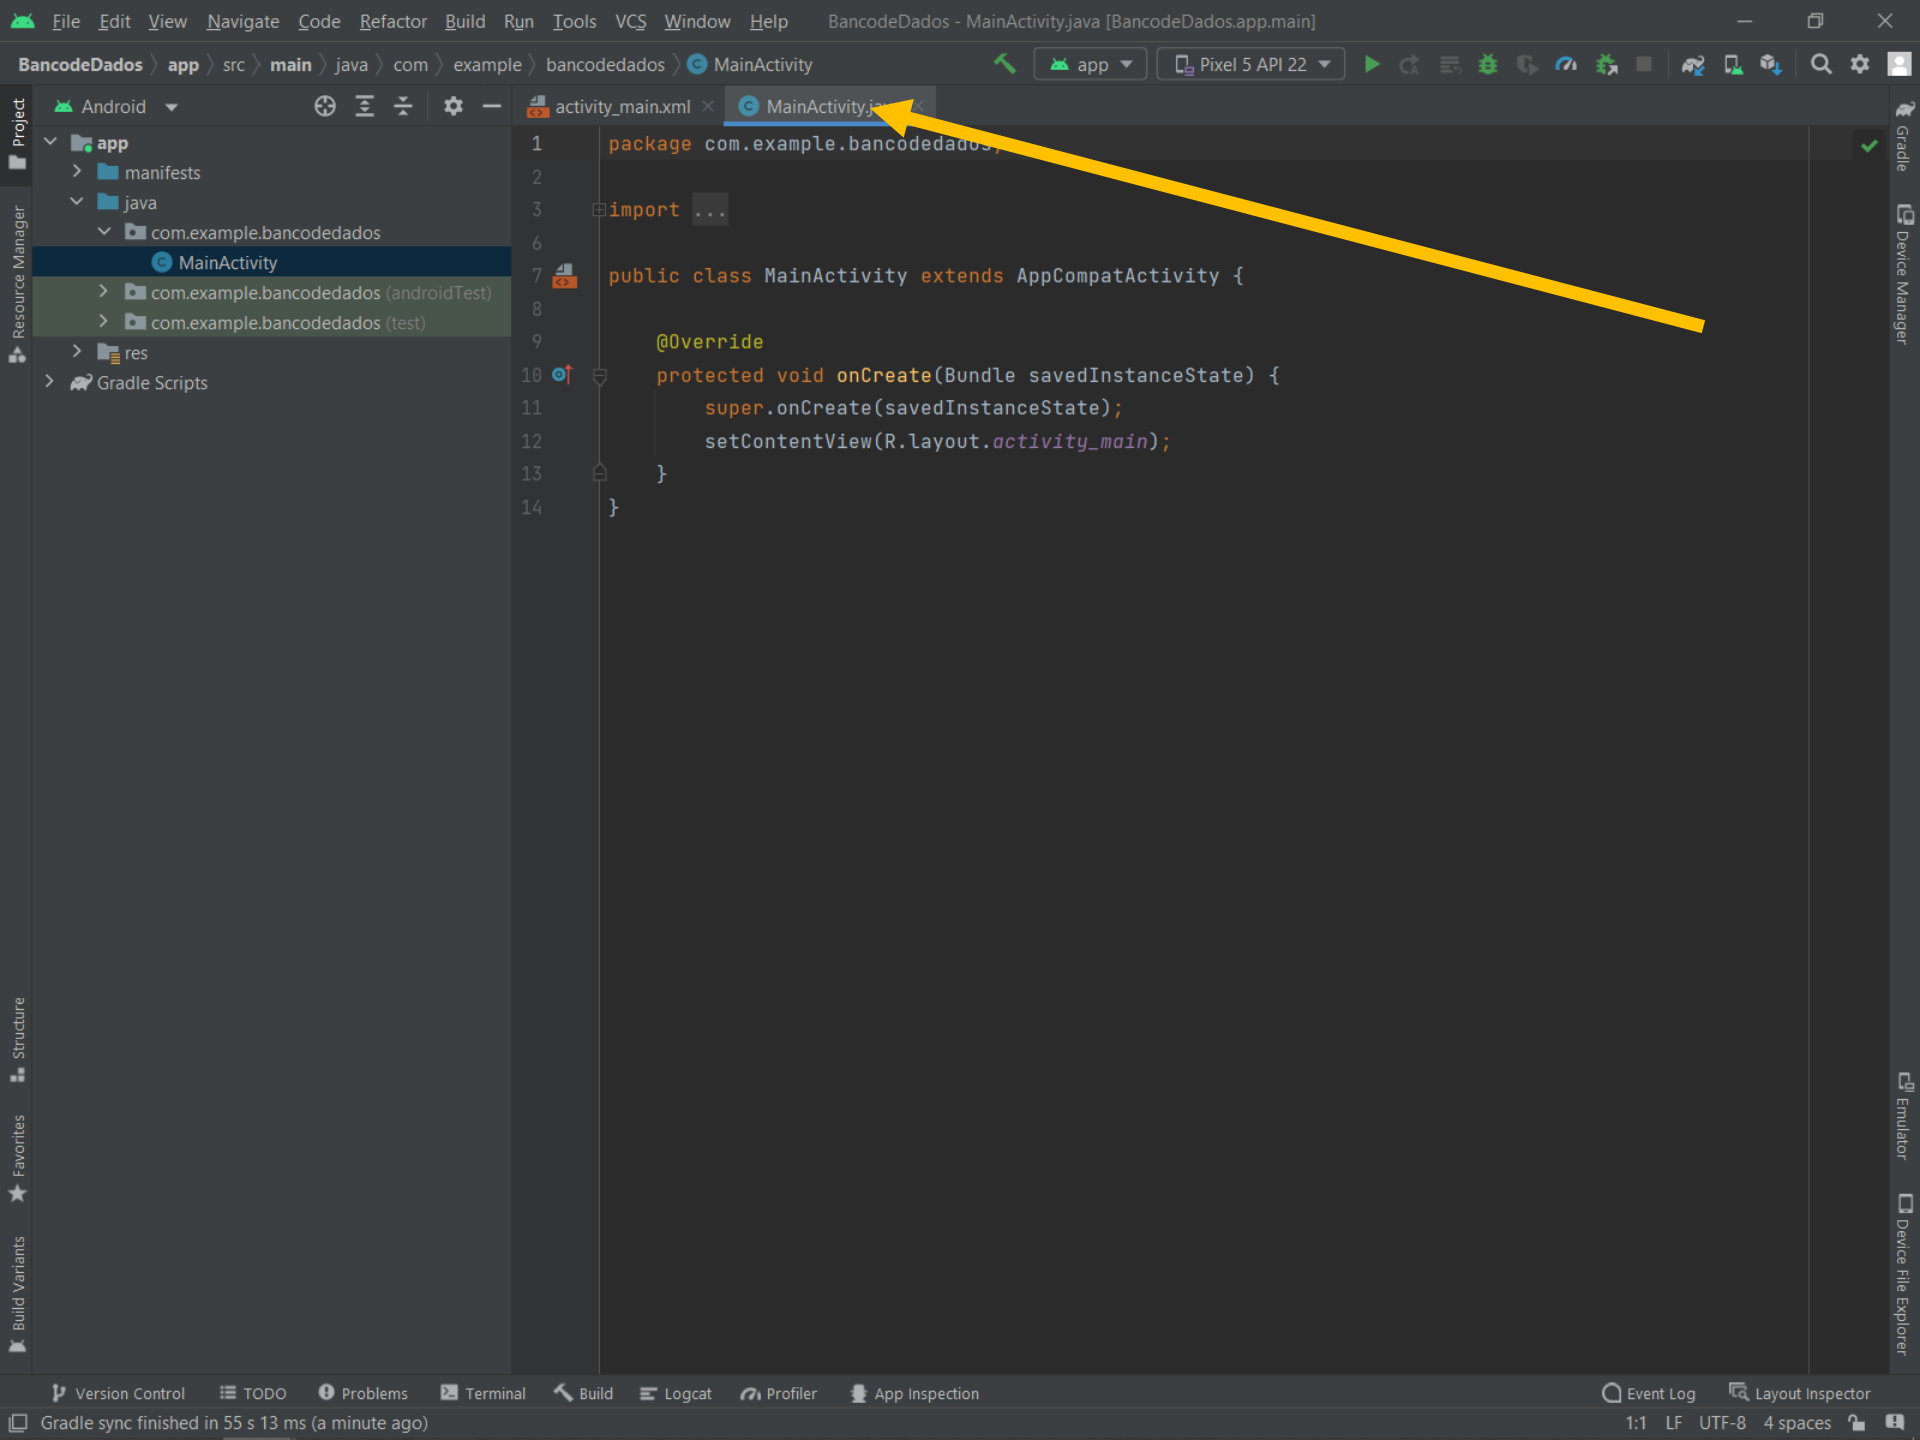 File Edit View Navigate Code Refactor Build Run Tools VCS Window Help BancodeDados - MainActivity.java [BancodeDados.app.main]
BancodeDados app src main java com example bancodedados MainActivity app Pixel 5 API 22
Android
activity_main.xml MainActivity.java
Project
Resource Manager
Structure
Favorites
Build Variants
app
manifests
java
com.example.bancodedados
MainActivity
com.example.bancodedados (androidTest)
com.example.bancodedados (test)
res
Gradle Scripts
1 package com.example.bancodedados;
2
3 import ...
6
7 public class MainActivity extends AppCompatActivity {
8
9 @Override
10 protected void onCreate(Bundle savedInstanceState) {
11 super.onCreate(savedInstanceState);
12 setContentView(R.layout.activity_main);
13 }
14 }
Gradle
Device Manager
Emulator
Device File Explorer
Version Control TODO Problems Terminal Build Logcat Profiler App Inspection Event Log Layout Inspector
Gradle sync finished in 55 s 13 ms (a minute ago) 1:1 LF UTF-8 4 spaces